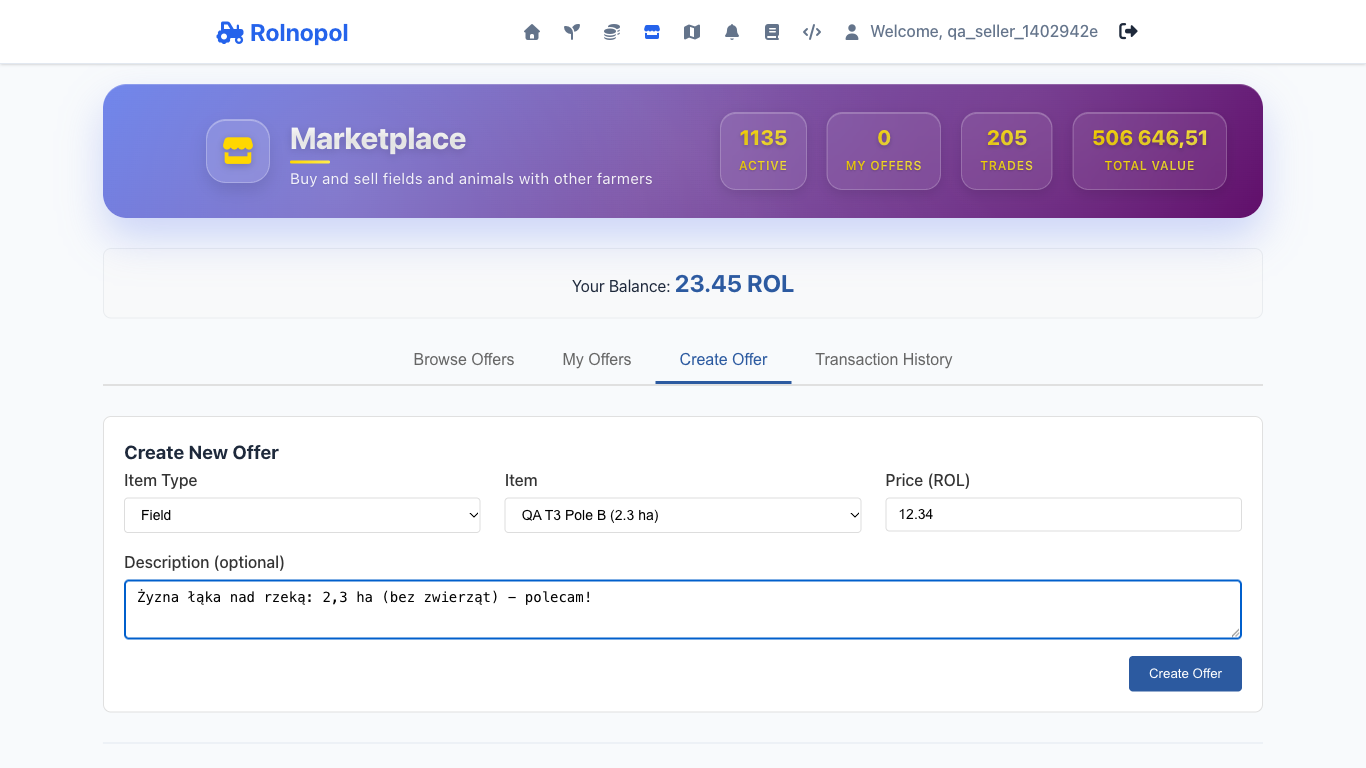 Rolnopol
Welcome, qa_seller_1402942e
Marketplace
Buy and sell fields and animals with other farmers
1135
ACTIVE
0
MY OFFERS
205
TRADES
506 646,51
TOTAL VALUE
Your Balance: 23.45 ROL
Browse Offers
My Offers
Create Offer
Transaction History
Create New Offer
Item Type
Item
Price (ROL)
Field
QA T3 Pole B (2.3 ha)
12.34
Description (optional)
Żyzna łąka nad rzeką: 2,3 ha (bez zwierząt) – polecam!
Create Offer